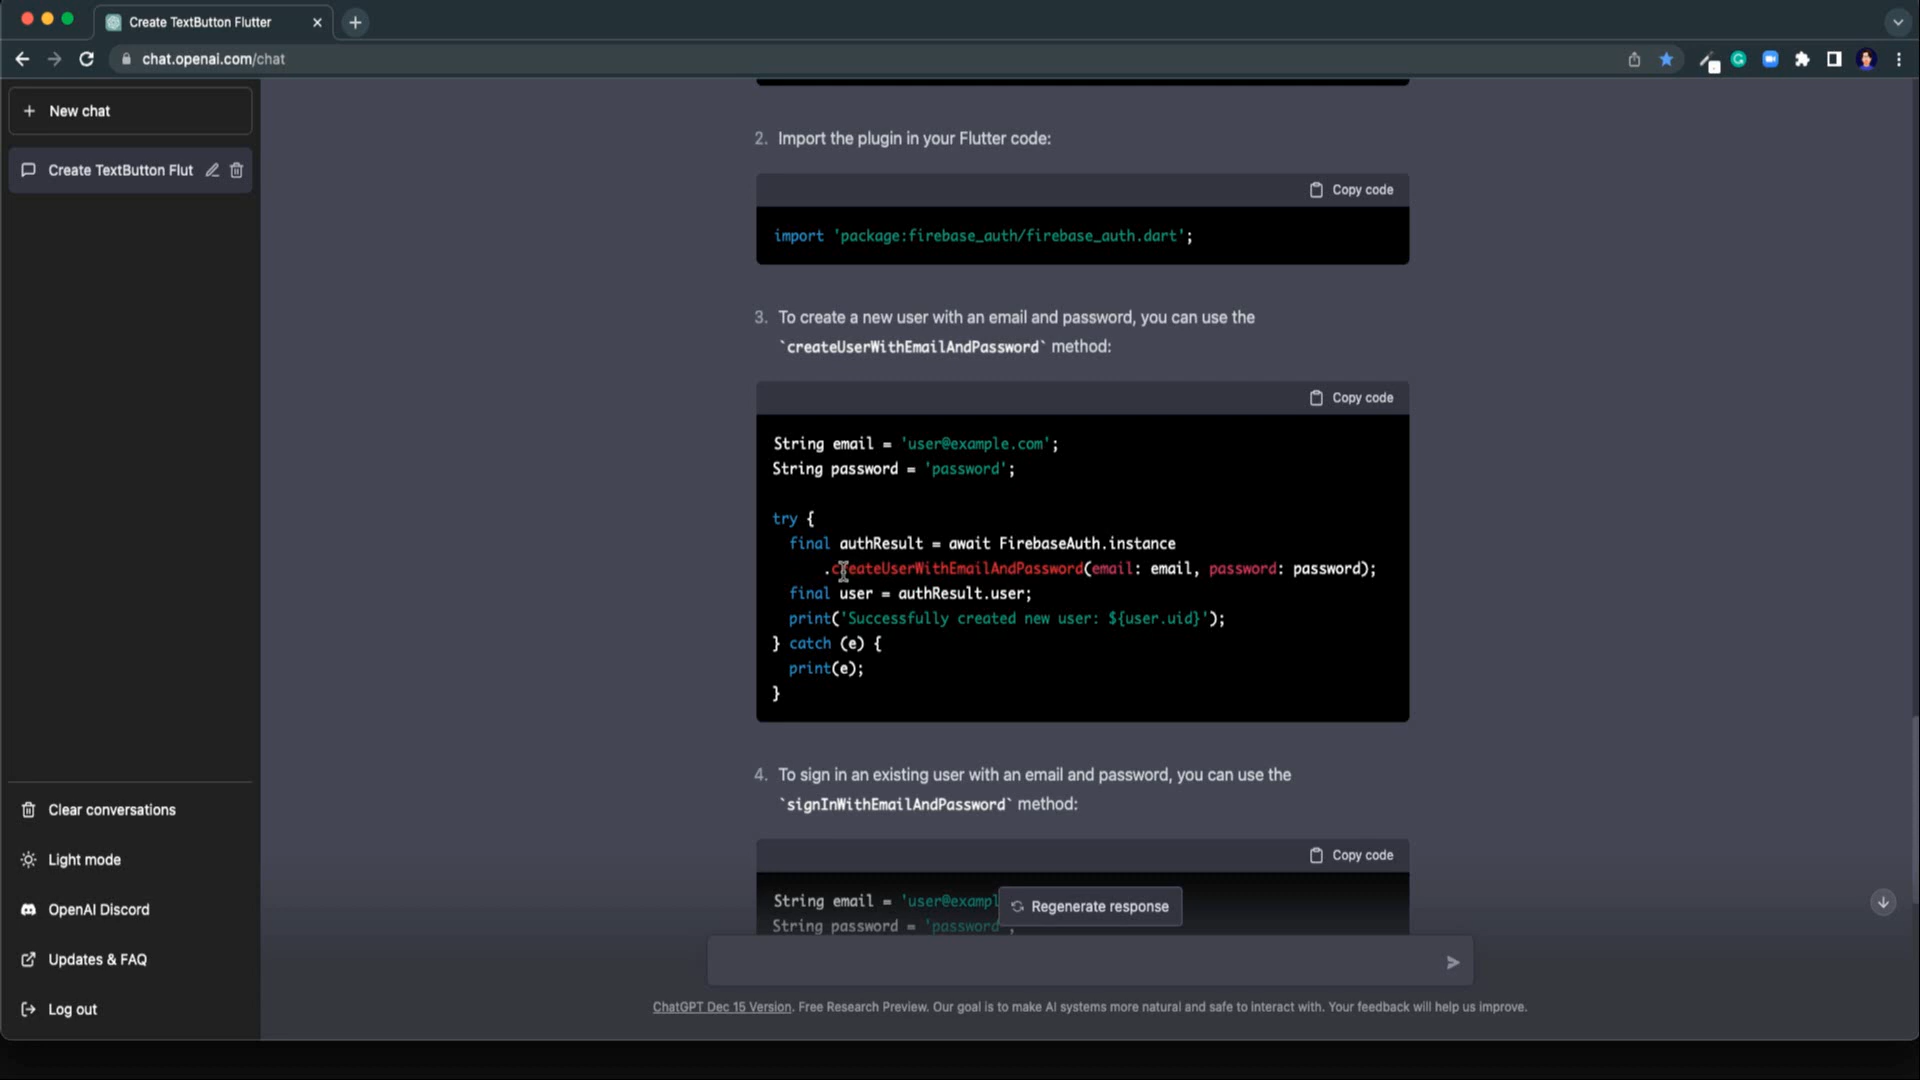 Create TextButton Flutter
chat.openai.com/chat
New chat
Create TextButton Flut
2. Import the plugin in your Flutter code:
Copy code
import 'package:firebase_auth/firebase_auth.dart';
3. To create a new user with an email and password, you can use the
`createUserWithEmailAndPassword` method:
Copy code
String email = 'user@example.com';
String password = 'password';
try {
final authResult = await FirebaseAuth.instance
.createUserWithEmailAndPassword(email: email, password: password);
final user = authResult.user;
print('Successfully created new user: ${user.uid}');
} catch (e) {
print(e);
}
4. To sign in an existing user with an email and password, you can use the
`signInWithEmailAndPassword` method:
Copy code
String email = 'user@exampl
String password = 'password',
Regenerate response
Clear conversations
Light mode
OpenAI Discord
Updates & FAQ
Log out
ChatGPT Dec 15 Version. Free Research Preview. Our goal is to make AI systems more natural and safe to interact with. Your feedback will help us improve.